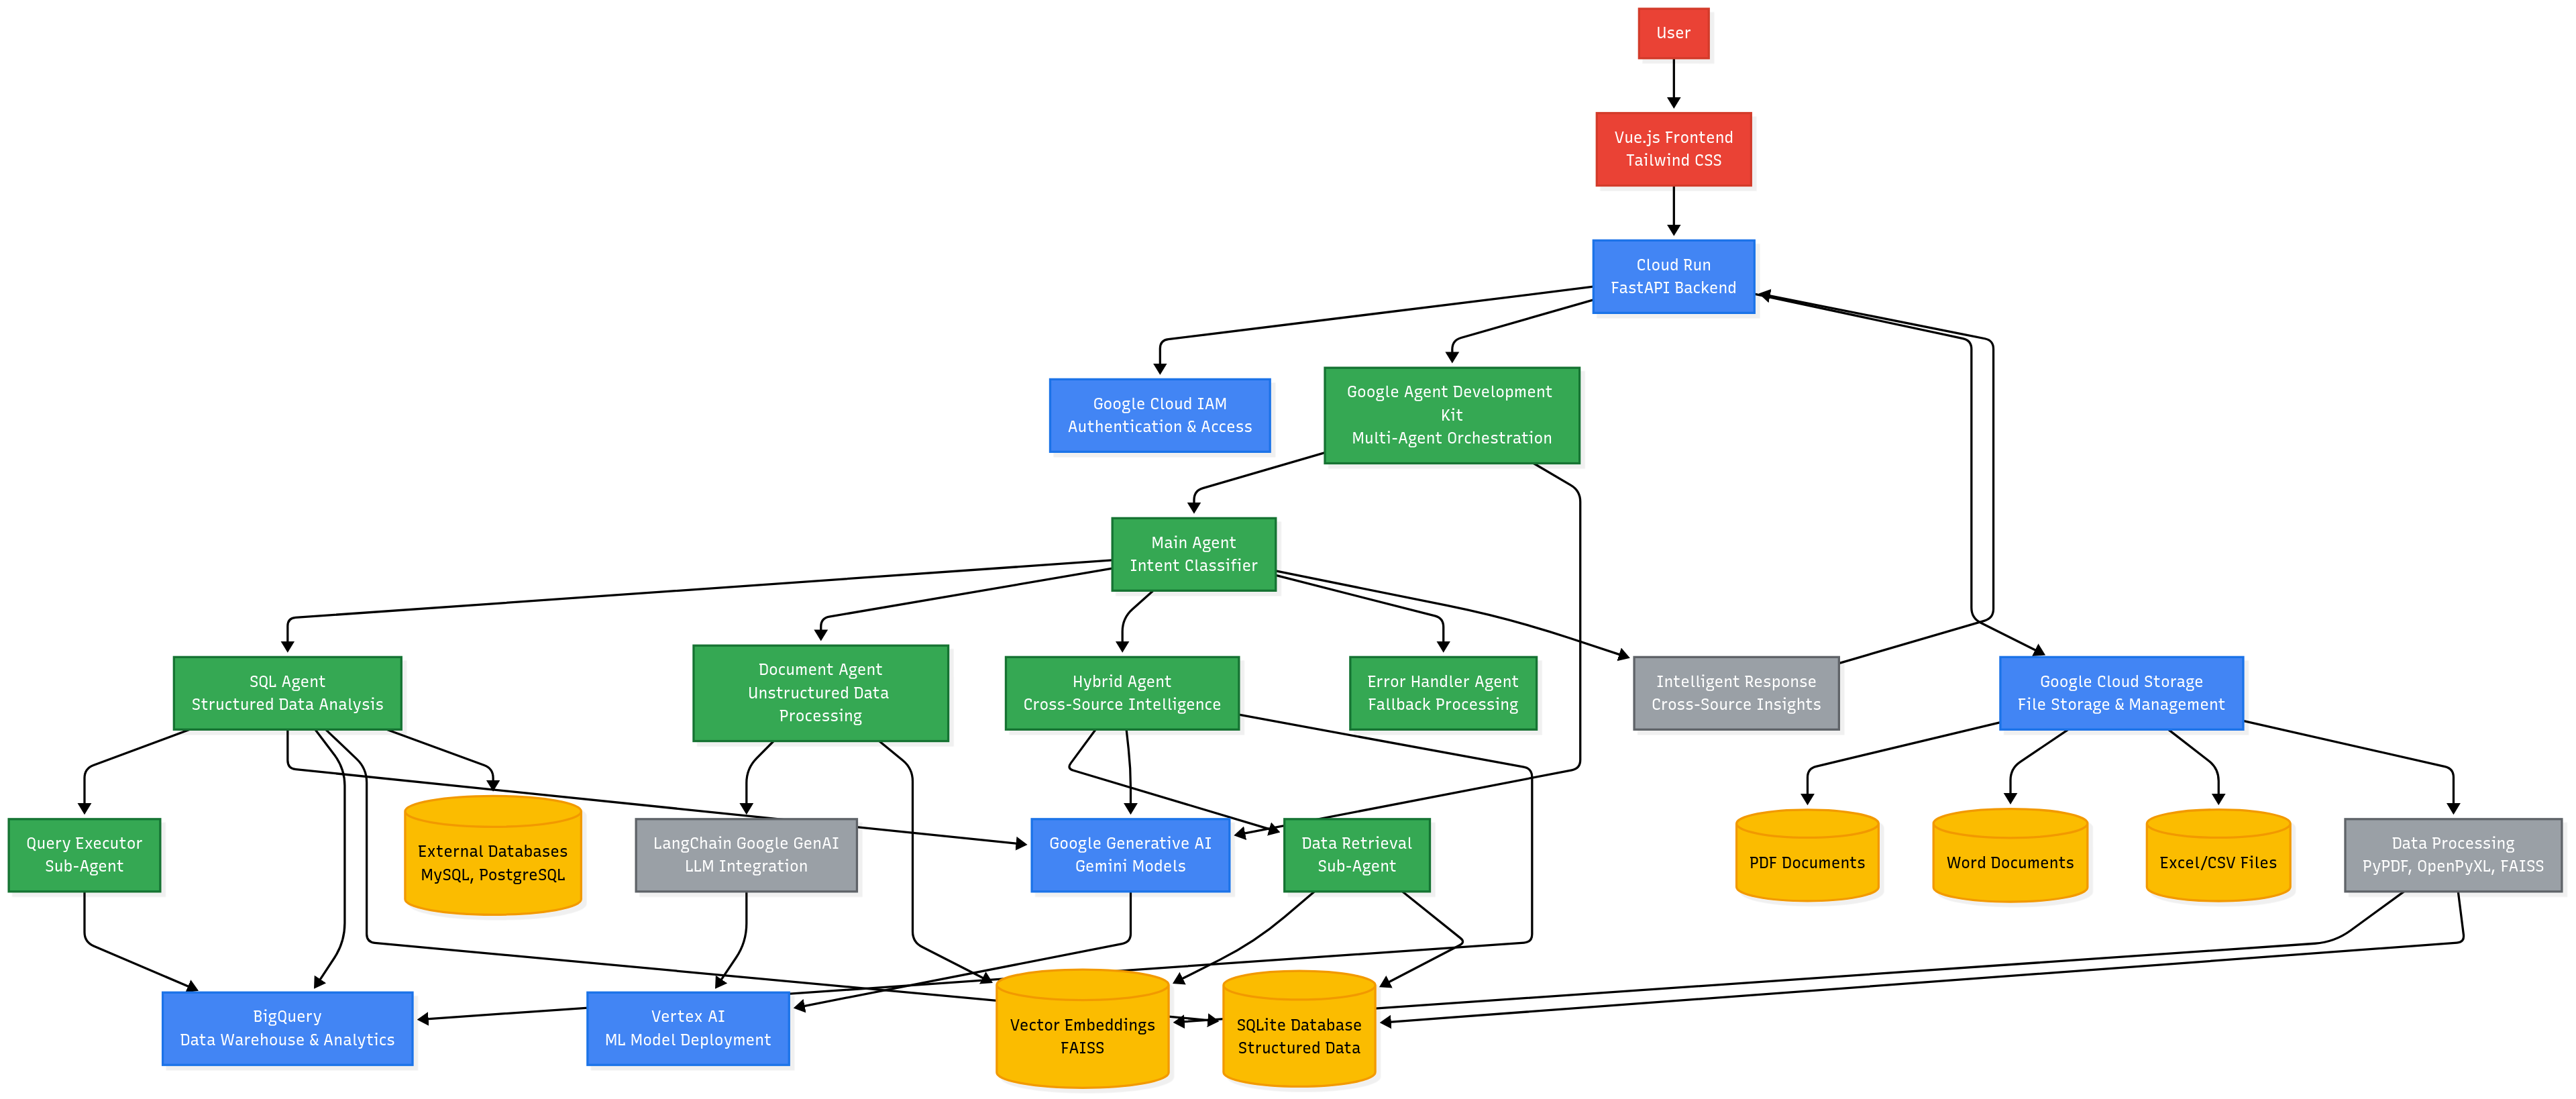 User
Vue.js Frontend
Tailwind CSS
Cloud Run
FastAPI Backend
Google Cloud IAM
Authentication & Access
Google Agent Development
Kit
Multi-Agent Orchestration
Main Agent
Intent Classifier
SQL Agent
Structured Data Analysis
Document Agent
Unstructured Data
Processing
Hybrid Agent
Cross-Source Intelligence
Error Handler Agent
Fallback Processing
Intelligent Response
Cross-Source Insights
Google Cloud Storage
File Storage & Management
Query Executor
Sub-Agent
External Databases
MySQL, PostgreSQL
LangChain Google GenAI
LLM Integration
Google Generative AI
Gemini Models
Data Retrieval
Sub-Agent
PDF Documents
Word Documents
Excel/CSV Files
Data Processing
PyPDF, OpenPyXL, FAISS
BigQuery
Data Warehouse & Analytics
Vertex AI
ML Model Deployment
Vector Embeddings
FAISS
SQLite Database
Structured Data